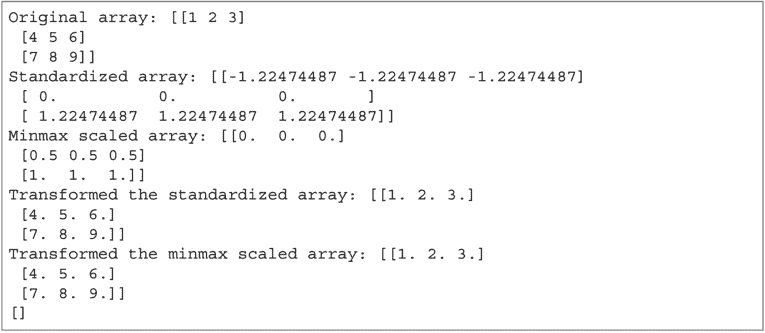 Original array: [[1 2 3]
 [4 5 6]
 [7 8 9]]
Standardized array: [[-1.22474487 -1.22474487 -1.22474487]
 [ 0.          0.          0.        ]
 [ 1.22474487  1.22474487  1.22474487]]
Minmax scaled array: [[0.  0.  0.]
 [0.5 0.5 0.5]
 [1.  1.  1.]]
Transformed the standardized array: [[1. 2. 3.]
 [4. 5. 6.]
 [7. 8. 9.]]
Transformed the minmax scaled array: [[1. 2. 3.]
 [4. 5. 6.]
 [7. 8. 9.]]
[]